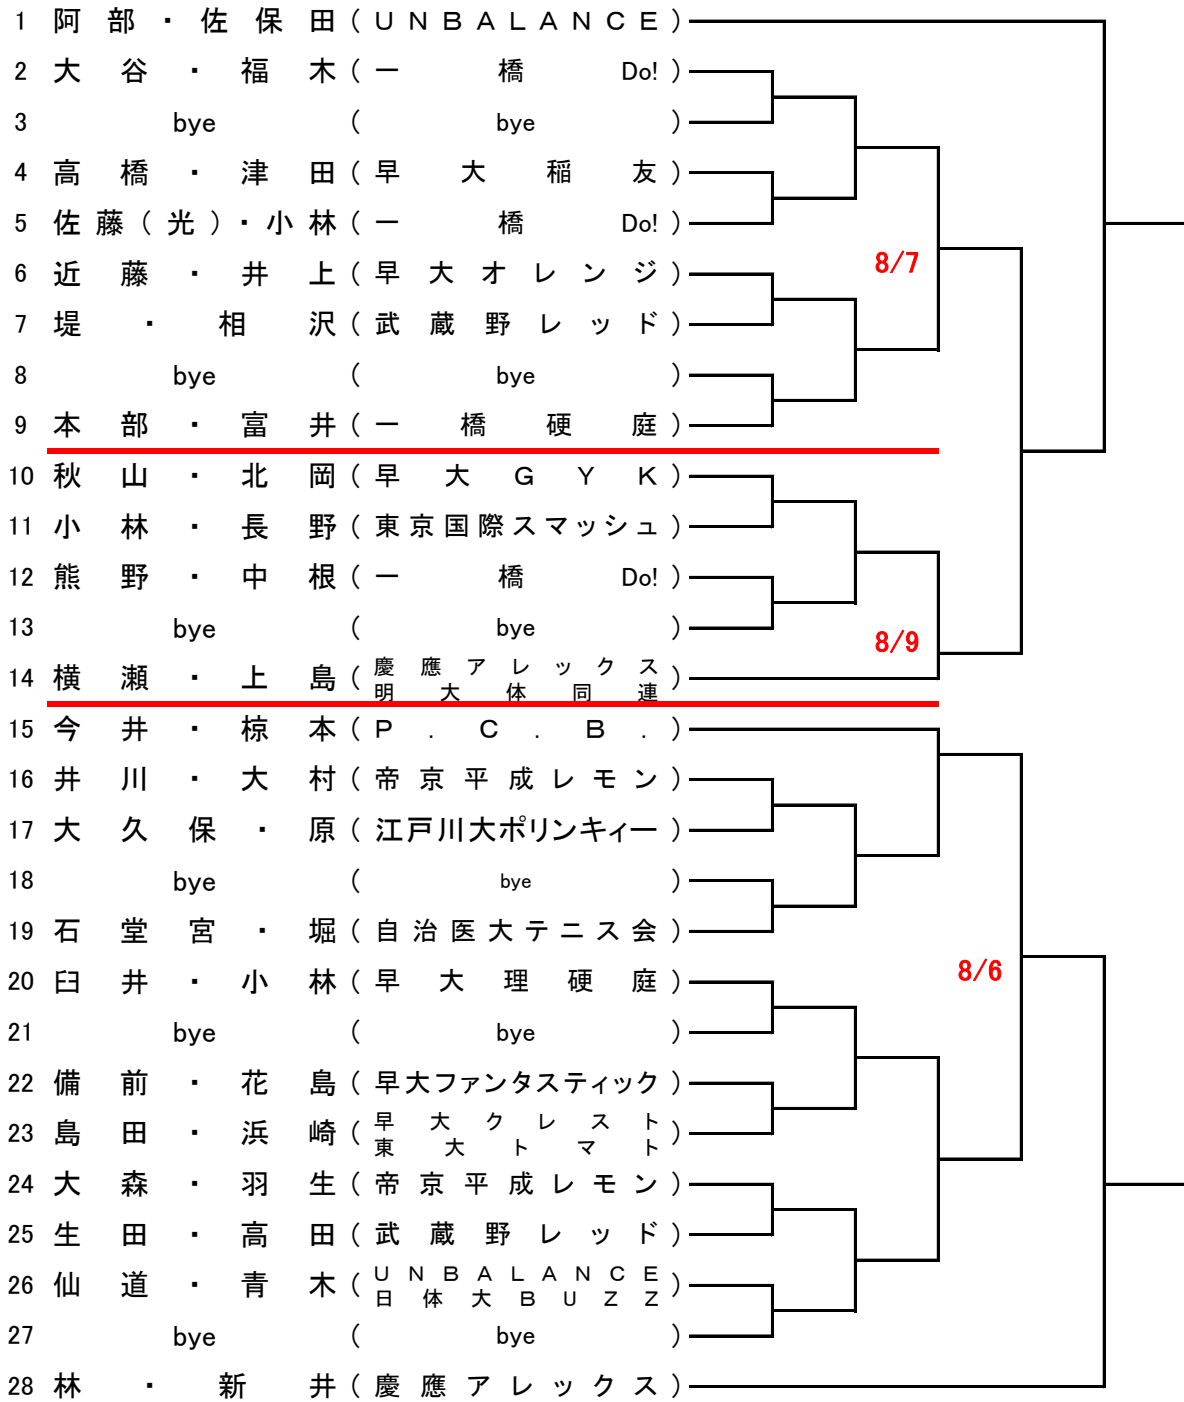 1 阿部・佐保田(UNBALANCE)
2 大谷・福木(一橋Do!)
3 bye(bye)
4 高橋・津田(早大稲友)
5 佐藤(光)・小林(一橋Do!)
6 近藤・井上(早大オレンジ)
8/7
7 堤・相沢(武蔵野レッド)
8 bye(bye)
9 本部・富井(一橋硬庭)
10 秋山・北岡(早大GYK)
11 小林・長野(東京国際スマッシュ)
12 熊野・中根(一橋Do!)
13 bye(bye)
8/9
14 横瀬・上島(慶應アレックス
明大体同連)
15 今井・椋本(P.C.B.)
16 井川・大村(帝京平成レモン)
17 大久保・原(江戸川大ポリンキィー)
18 bye(bye)
19 石堂宮・堀(自治医大テニス会)
8/6
20 臼井・小林(早大理硬庭)
21 bye(bye)
22 備前・花島(早大ファンタスティック)
23 島田・浜崎(早大クレスト
東大トマト)
24 大森・羽生(帝京平成レモン)
25 生田・高田(武蔵野レッド)
26 仙道・青木(UNBALANCE
日体大BUZZ)
27 bye(bye)
28 林・新井(慶應アレックス)